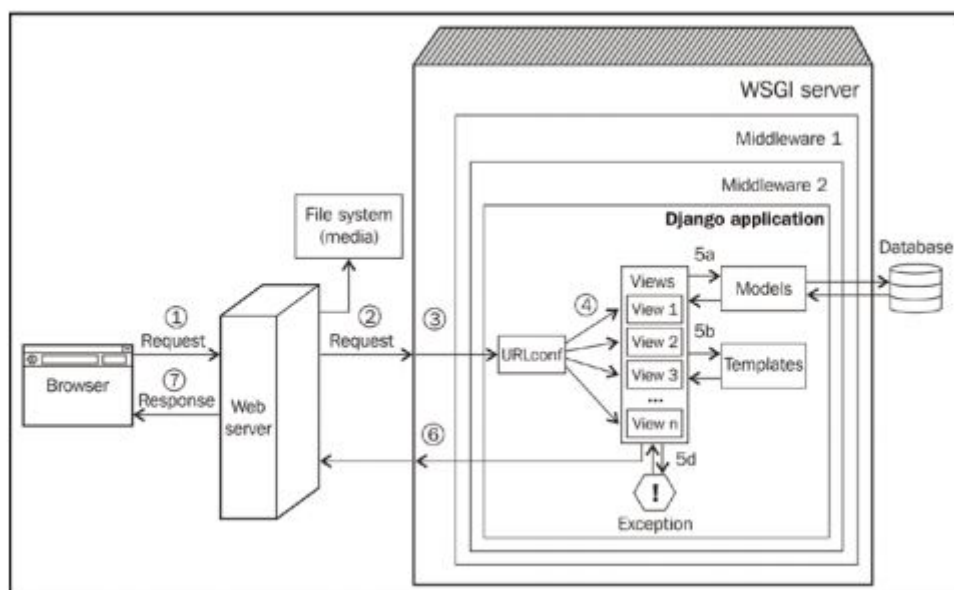 WSGI server
Middleware 1
Middleware 2
Django application
File system
(media)
Database
5a
Views
Models
① Request
② Request
③
④
View 1
View 2
5b
URLconf
View 3
Templates
...
View n
Browser
⑦ Response
Web
server
⑥
5d
!
Exception